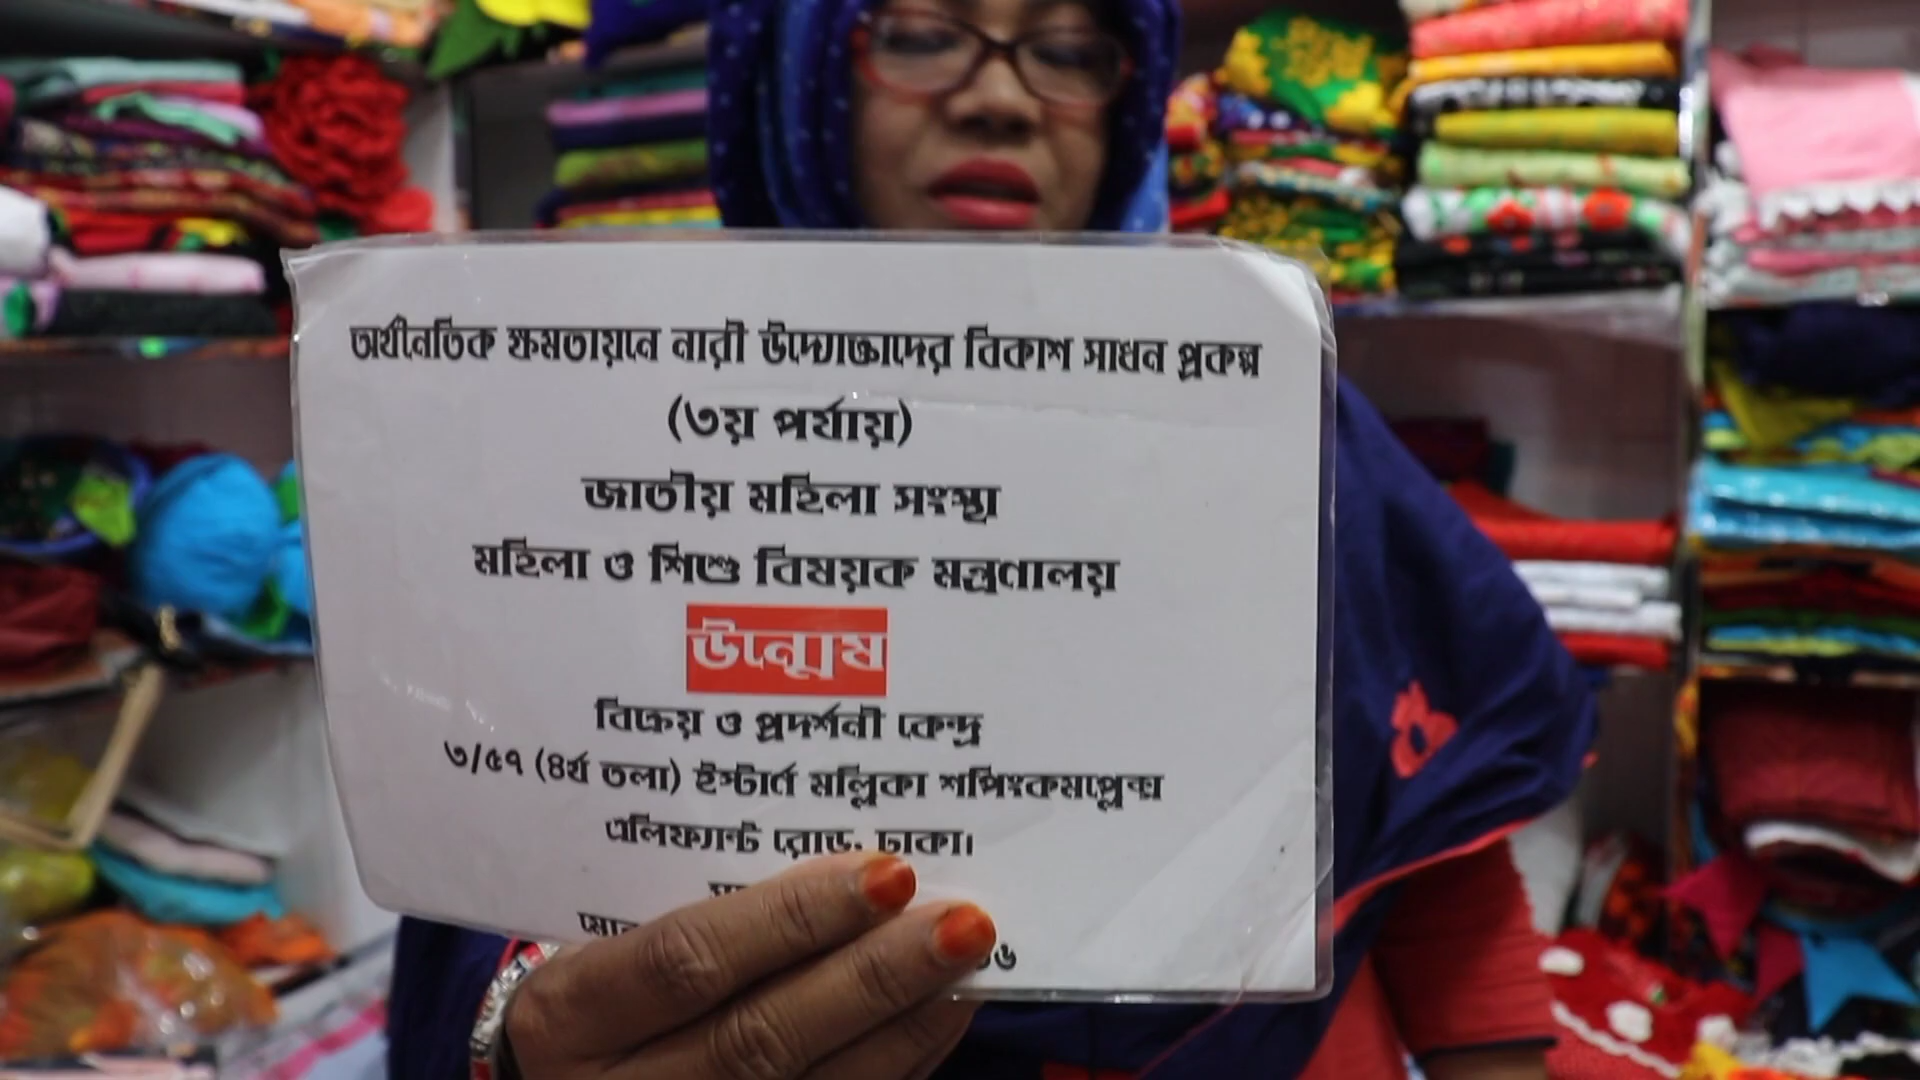 অর্থনৈতিক ক্ষমতায়নে নারী উদ্যোক্তাদের বিকাশ সাধন প্রকল্প
(৩য় পর্যায়)
জাতীয় মহিলা সংস্থা
মহিলা ও শিশু বিষয়ক মন্ত্রণালয়
উন্মেষ
বিক্রয় ও প্রদর্শনী কেন্দ্র
৩/৫৭ (৪র্থ তলা) ইস্টার্ণ মল্লিকা শপিংকমপ্লেক্স
এলিফ্যান্ট রোড, ঢাকা।